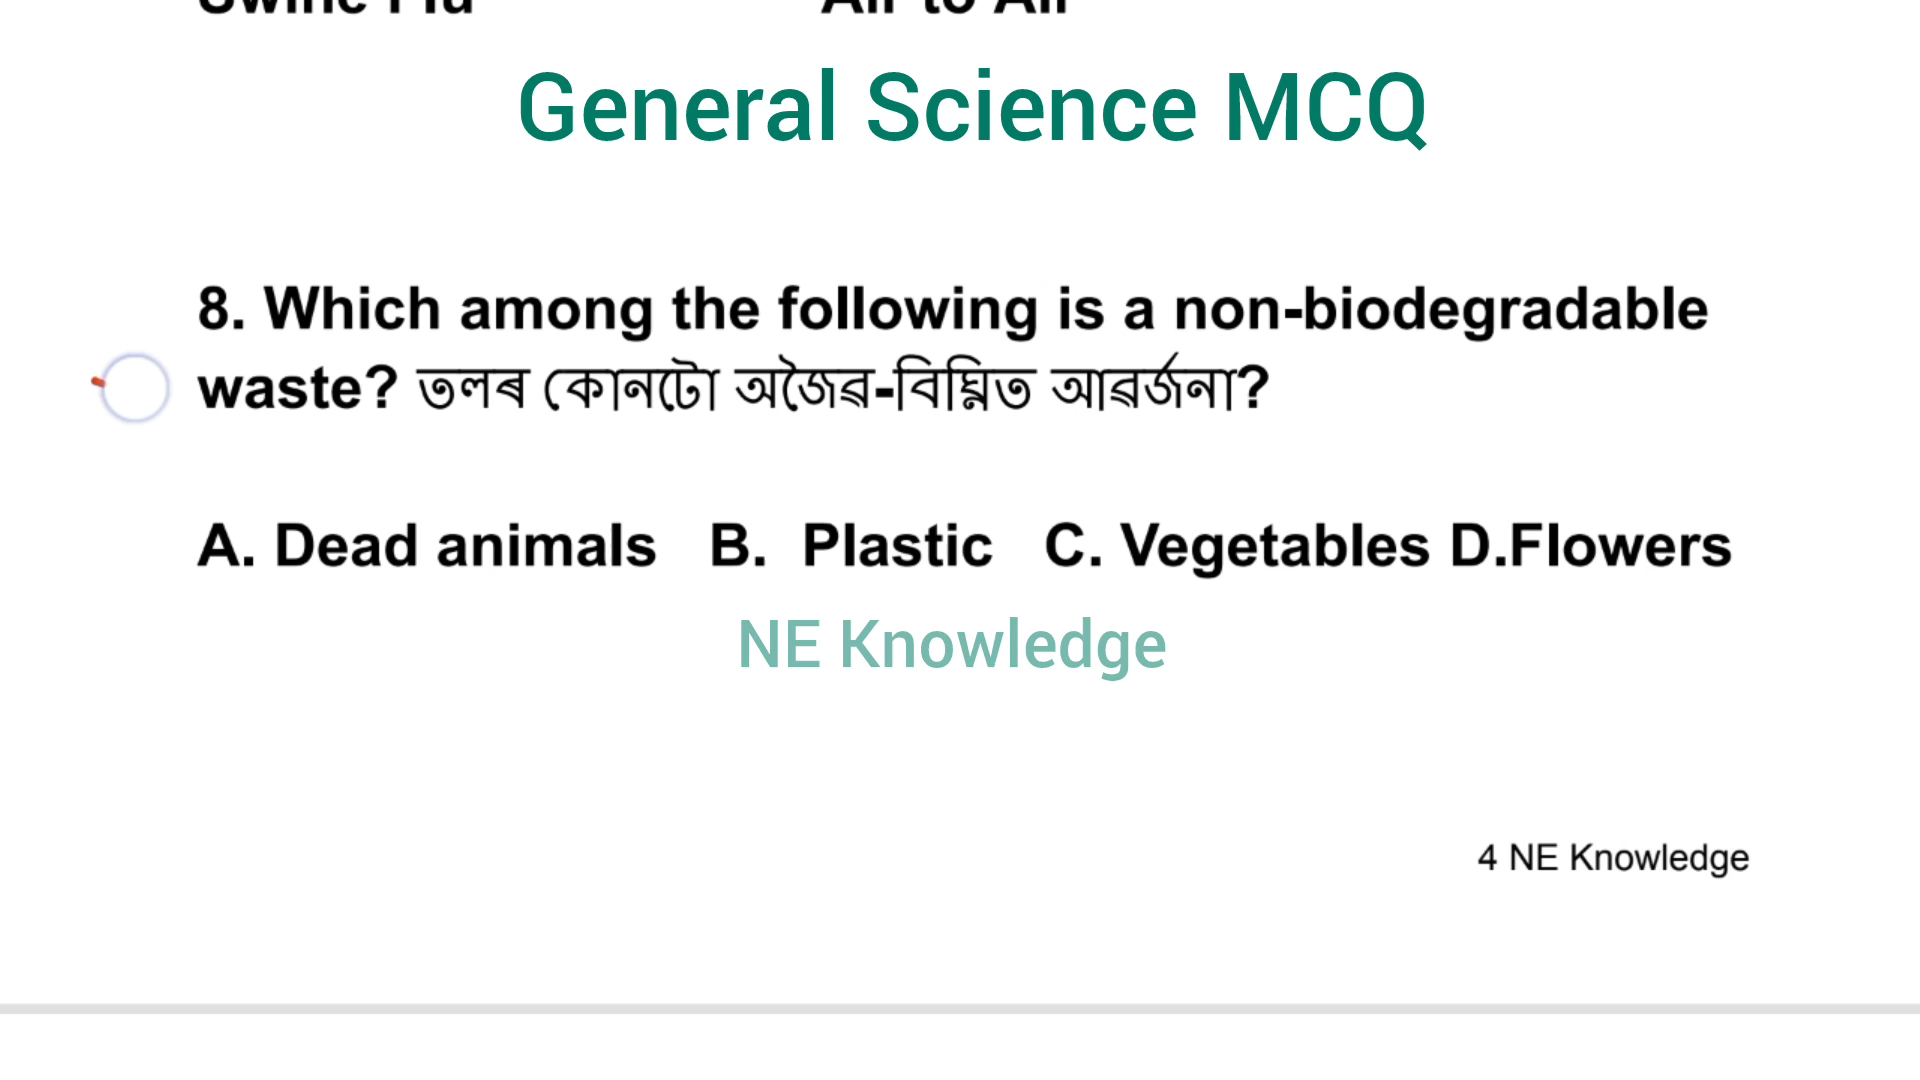 General Science MCQ
8. Which among the following is a non-biodegradable
waste? তলৰ কোনটো অজৈৱ-বিঘ্নিত আৱৰ্জনা?
A. Dead animals B. Plastic C. Vegetables D.Flowers
NE Knowledge
4 NE Knowledge